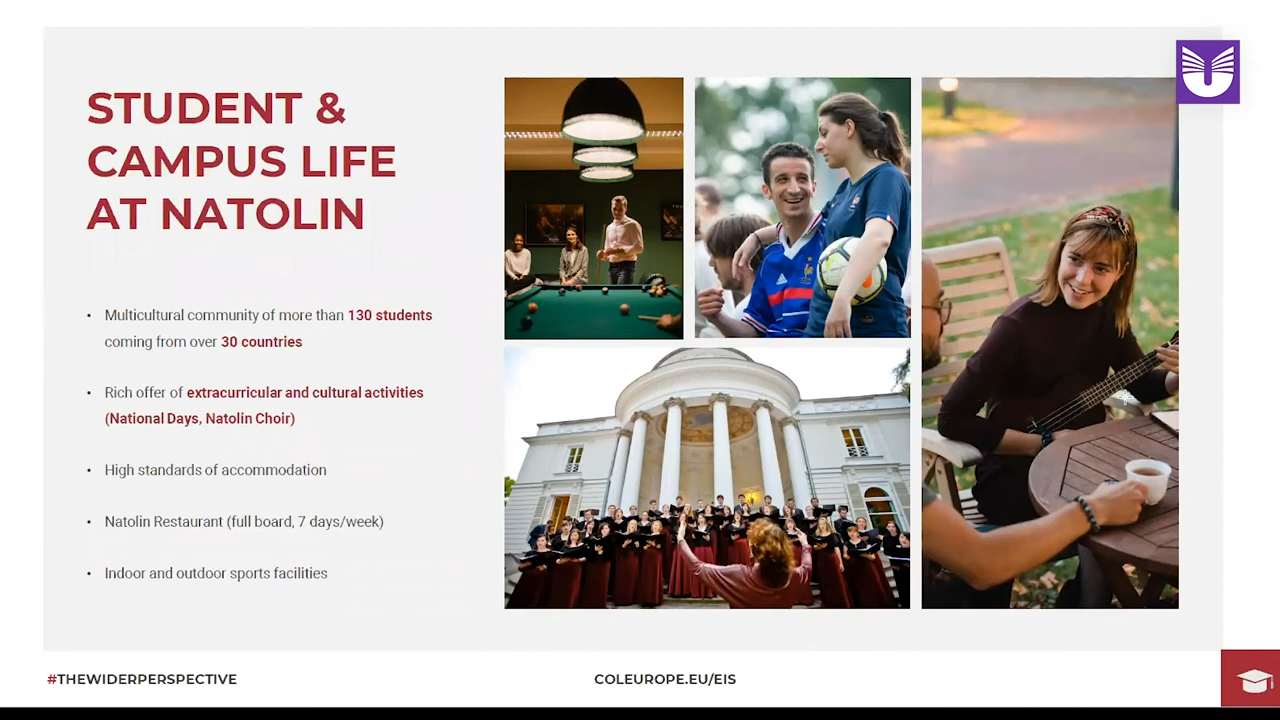 STUDENT &
CAMPUS LIFE
AT NATOLIN
• Multicultural community of more than 130 students
coming from over 30 countries
• Rich offer of extracurricular and cultural activities
(National Days, Natolin Choir)
• High standards of accommodation
• Natolin Restaurant (full board, 7 days/week)
• Indoor and outdoor sports facilities
#THEWIDERPERSPECTIVE
COLEUROPE.EU/EIS